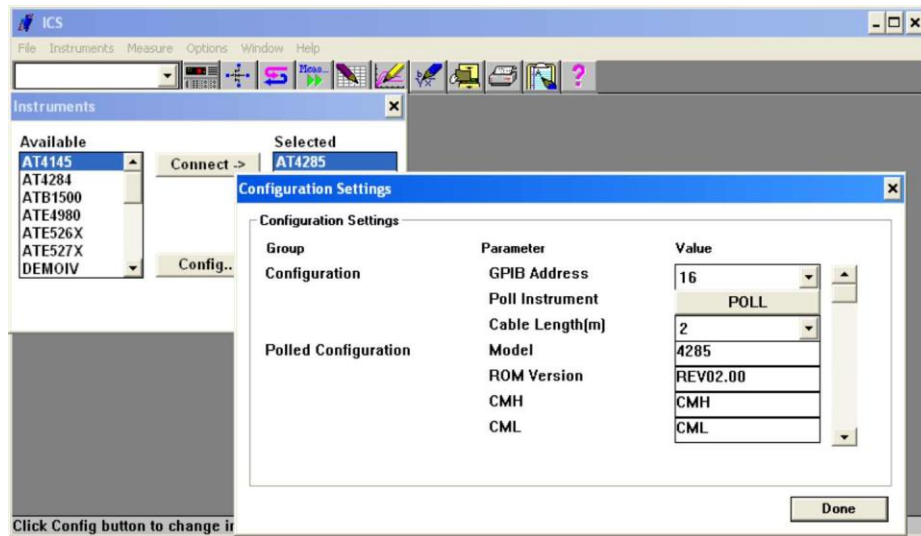 ICS
File Instruments Measure Options Window Help
Meas...
Instruments
Available
Selected
AT4145
Connect ->
AT4285
AT4284
ATB1500
ATE4980
ATE526X
ATE527X
DEMOIV
Config..
Configuration Settings
Configuration Settings
Group Parameter Value
Configuration GPIB Address 16
Poll Instrument POLL
Cable Length(m) 2
Polled Configuration Model 4285
ROM Version REV02.00
CMH CMH
CML CML
Done
Click Config button to change in